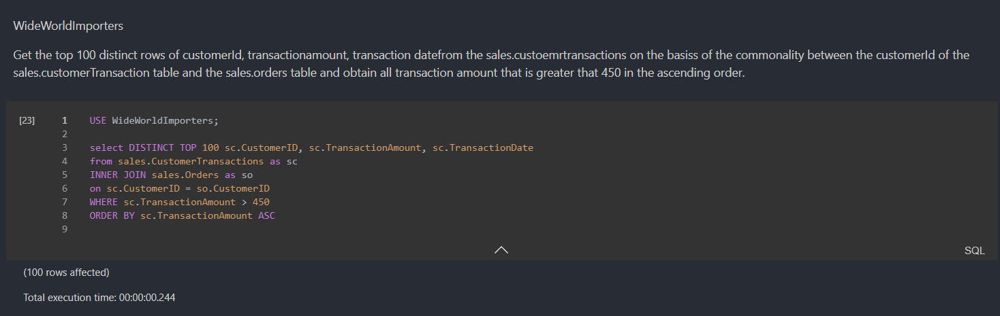 WideWorldImporters
Get the top 100 distinct rows of customerId, transactionamount, transaction datefrom the sales.custoemrtransactions on the basiss of the commonality between the customerId of the
sales.customerTransaction table and the sales.orders table and obtain all transaction amount that is greater that 450 in the ascending order.
[23] 1 USE WideWorldImporters;
2
3 select DISTINCT TOP 100 sc.CustomerID, sc.TransactionAmount, sc.TransactionDate
4 from sales.CustomerTransactions as sc
5 INNER JOIN sales.Orders as so
6 on sc.CustomerID = so.CustomerID
7 WHERE sc.TransactionAmount > 450
8 ORDER BY sc.TransactionAmount ASC
9
SQL
(100 rows affected)
Total execution time: 00:00:00.244